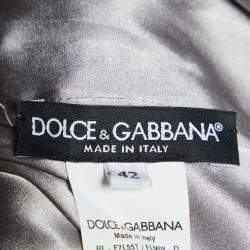 DOLCE & GABBANA®
MADE IN ITALY
42
DOLCE & GABBANA
Made in Italy